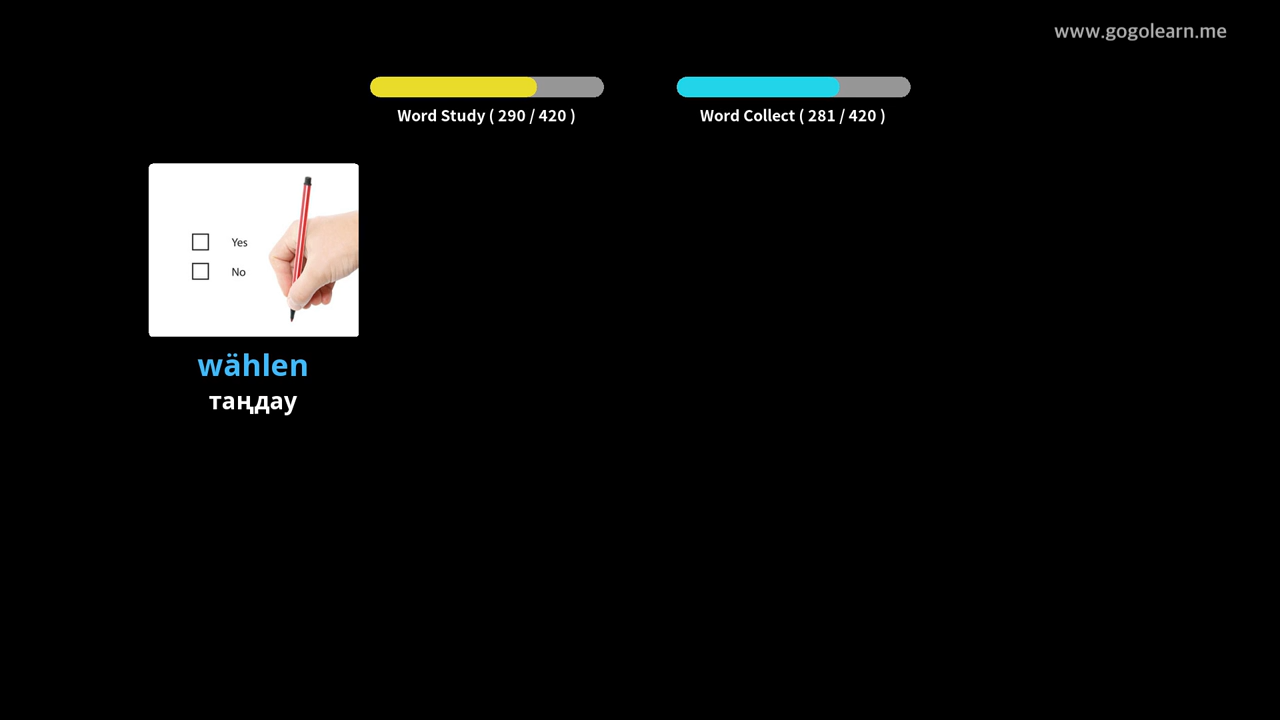 www.gogolearn.me
Word Study ( 290 / 420 )
Word Collect ( 281 / 420 )
Yes
No
wählen
таңдау